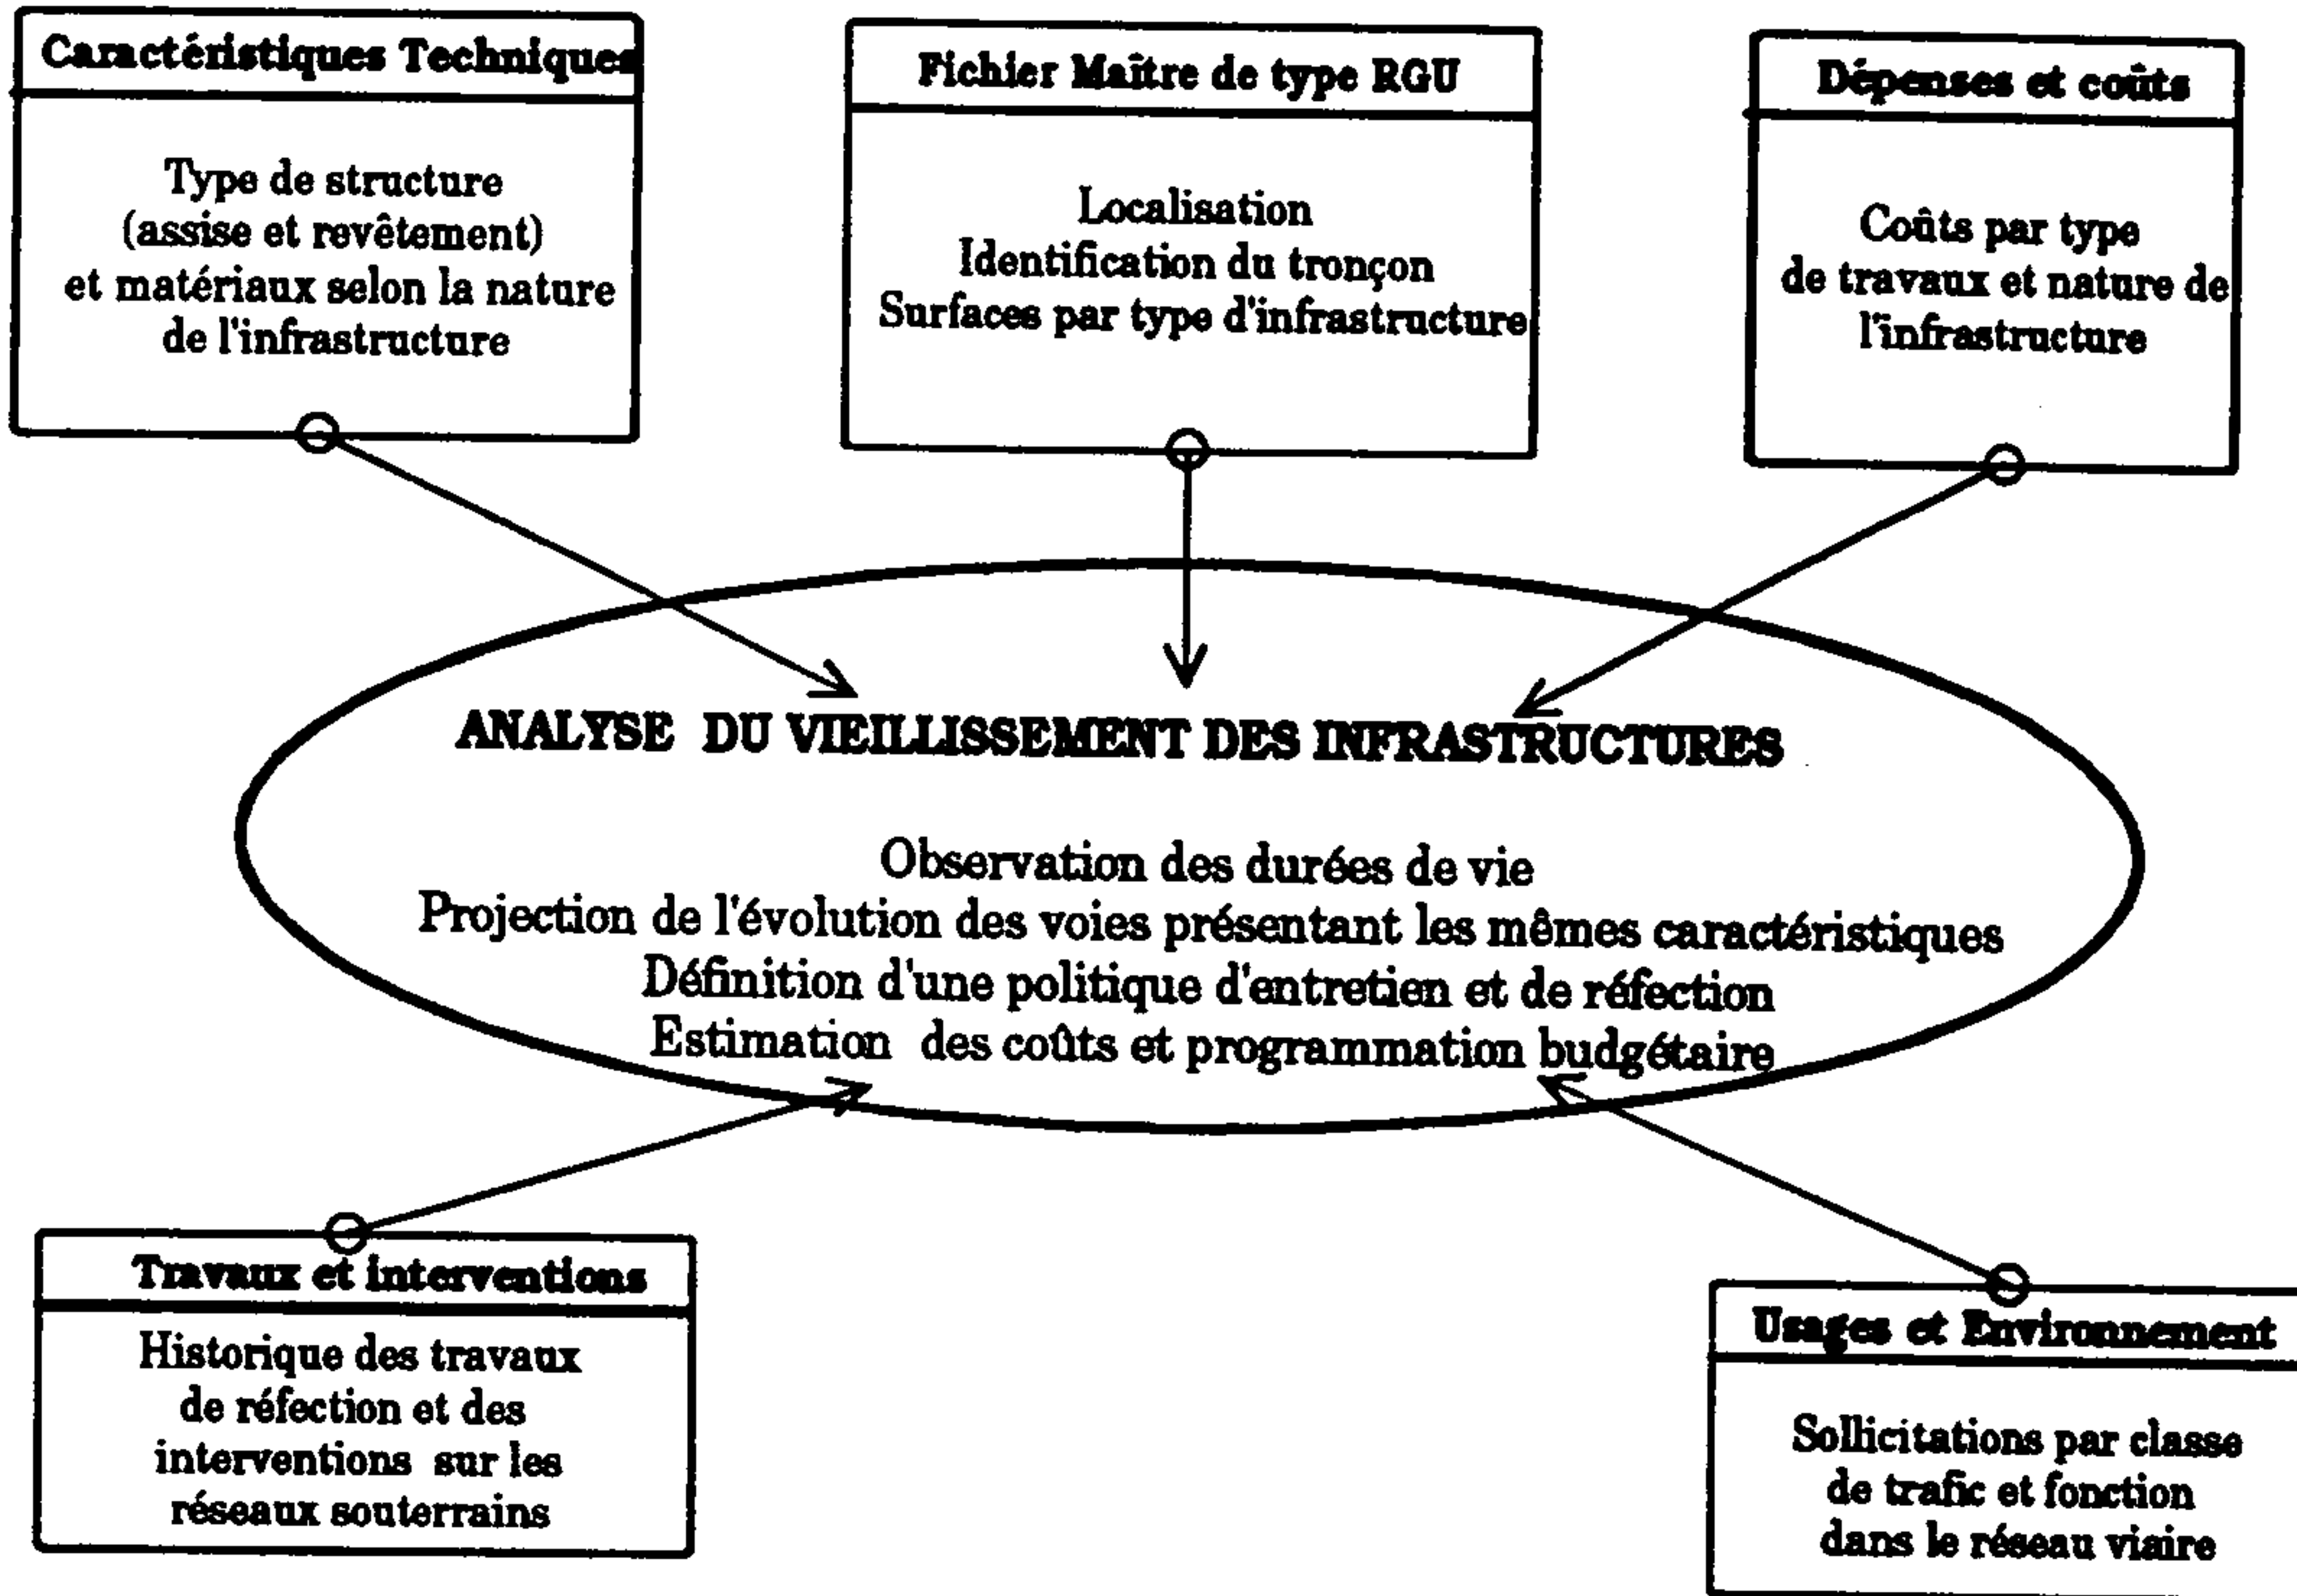 Caractéristiques Techniques
Type de structure
(assise et revêtement)
et matériaux selon la nature
de l'infrastructure
Fichier Maître de type RGU
Localisation
Identification du tronçon
Surfaces par type d'infrastructure
Dépenses et coûts
Coûts par type
de travaux et nature de
l'infrastructure
ANALYSE DU VIEILLISSEMENT DES INFRASTRUCTURES
Observation des durées de vie
Projection de l'évolution des voies présentant les mêmes caractéristiques
Définition d'une politique d'entretien et de réfection
Estimation des coûts et programmation budgétaire
Travaux et interventions
Historique des travaux
de réfection et des
interventions sur les
réseaux souterrains
Usages et Environnement
Sollicitations par classe
de trafic et fonction
dans le réseau viaire